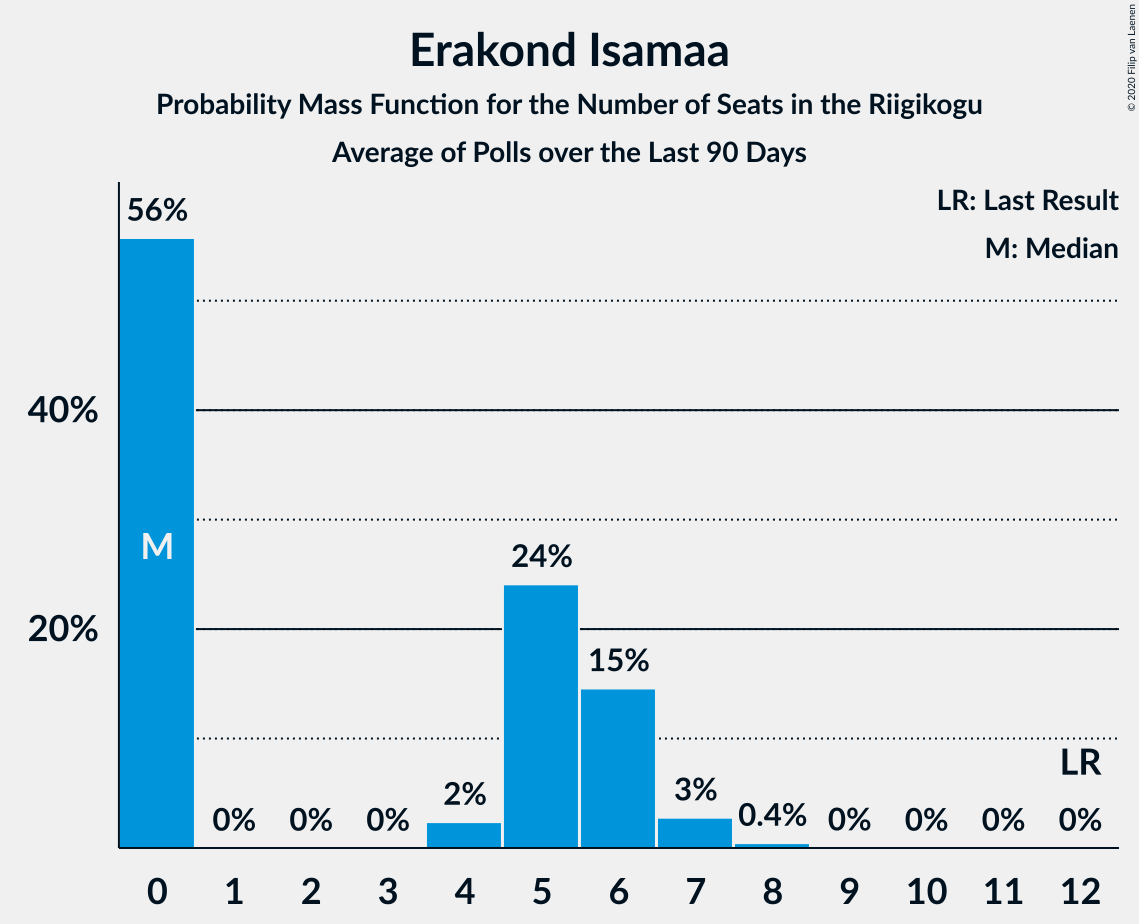 Erakond Isamaa
Probability Mass Function for the Number of Seats in the Riigikogu
Average of Polls over the Last 90 Days
© 2020 Filip van Laenen
LR: Last Result
M: Median
56%
40%
M
24%
20%
15%
LR
0% 0% 0% 2% 3% 0.4% 0% 0% 0% 0%
0 1 2 3 4 5 6 7 8 9 10 11 12